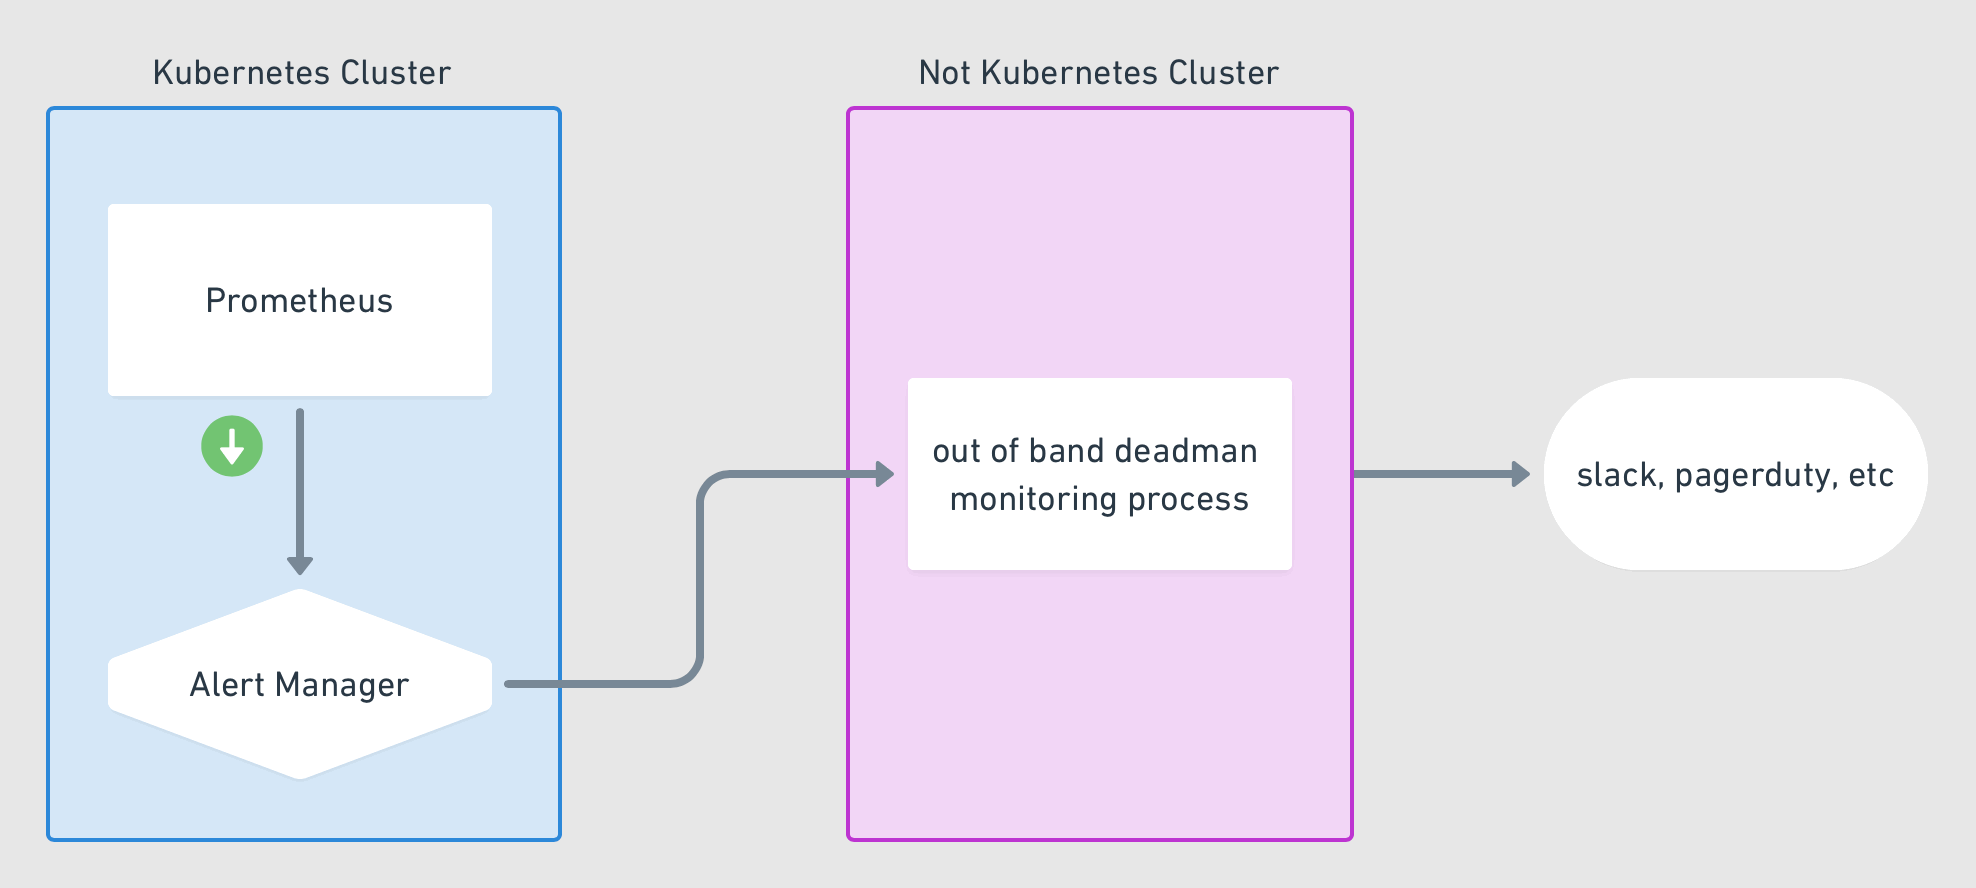 Kubernetes Cluster
Not Kubernetes Cluster
Prometheus
Alert Manager
out of band deadman
monitoring process
slack, pagerduty, etc